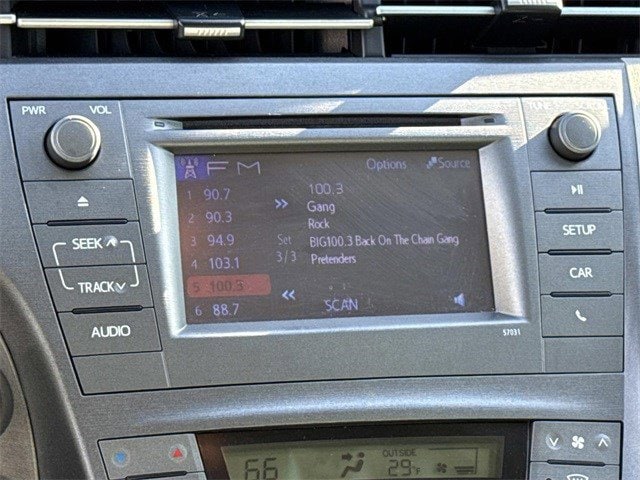 PWR
VOL
TUNE
FM
Options
Source
1 90.7
2 90.3
3 94.9
4 103.1
5 100.3
6 88.7
100.3
Gang
Rock
Set
3/3
BIG100.3 Back On The Chain Gang
Pretenders
SCAN
SEEK
TRACK
AUDIO
SETUP
CAR
57031
66
OUTSIDE
29°F